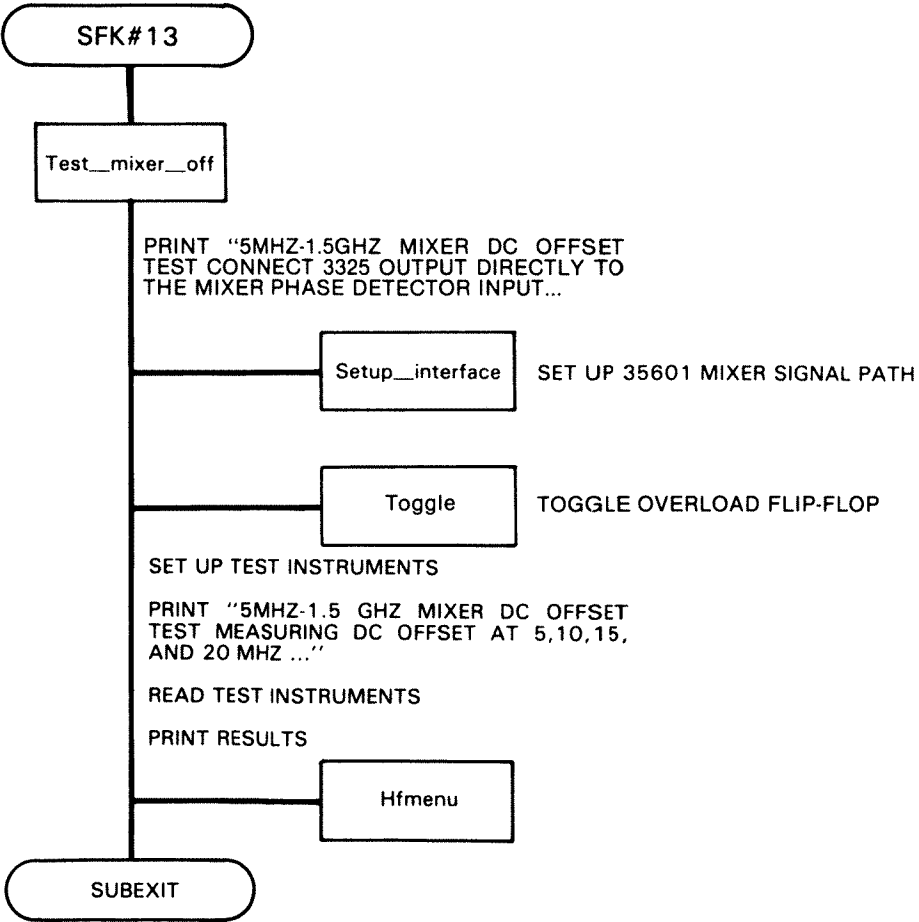 SFK#13
Test__mixer__off
PRINT “5MHZ-1.5GHZ MIXER DC OFFSET
TEST CONNECT 3325 OUTPUT DIRECTLY TO
THE MIXER PHASE DETECTOR INPUT...
Setup__interface
SET UP 35601 MIXER SIGNAL PATH
Toggle
TOGGLE OVERLOAD FLIP-FLOP
SET UP TEST INSTRUMENTS
PRINT “5MHZ-1.5 GHZ MIXER DC OFFSET
TEST MEASURING DC OFFSET AT 5,10,15,
AND 20 MHZ ...”
READ TEST INSTRUMENTS
PRINT RESULTS
Hfmenu
SUBEXIT